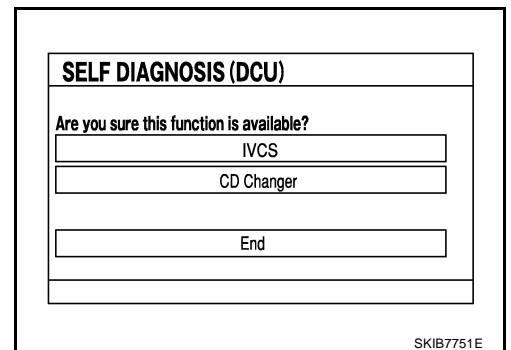 SELF DIAGNOSIS (DCU)
Are you sure this function is available?
IVCS
CD Changer
End
SKIB7751E